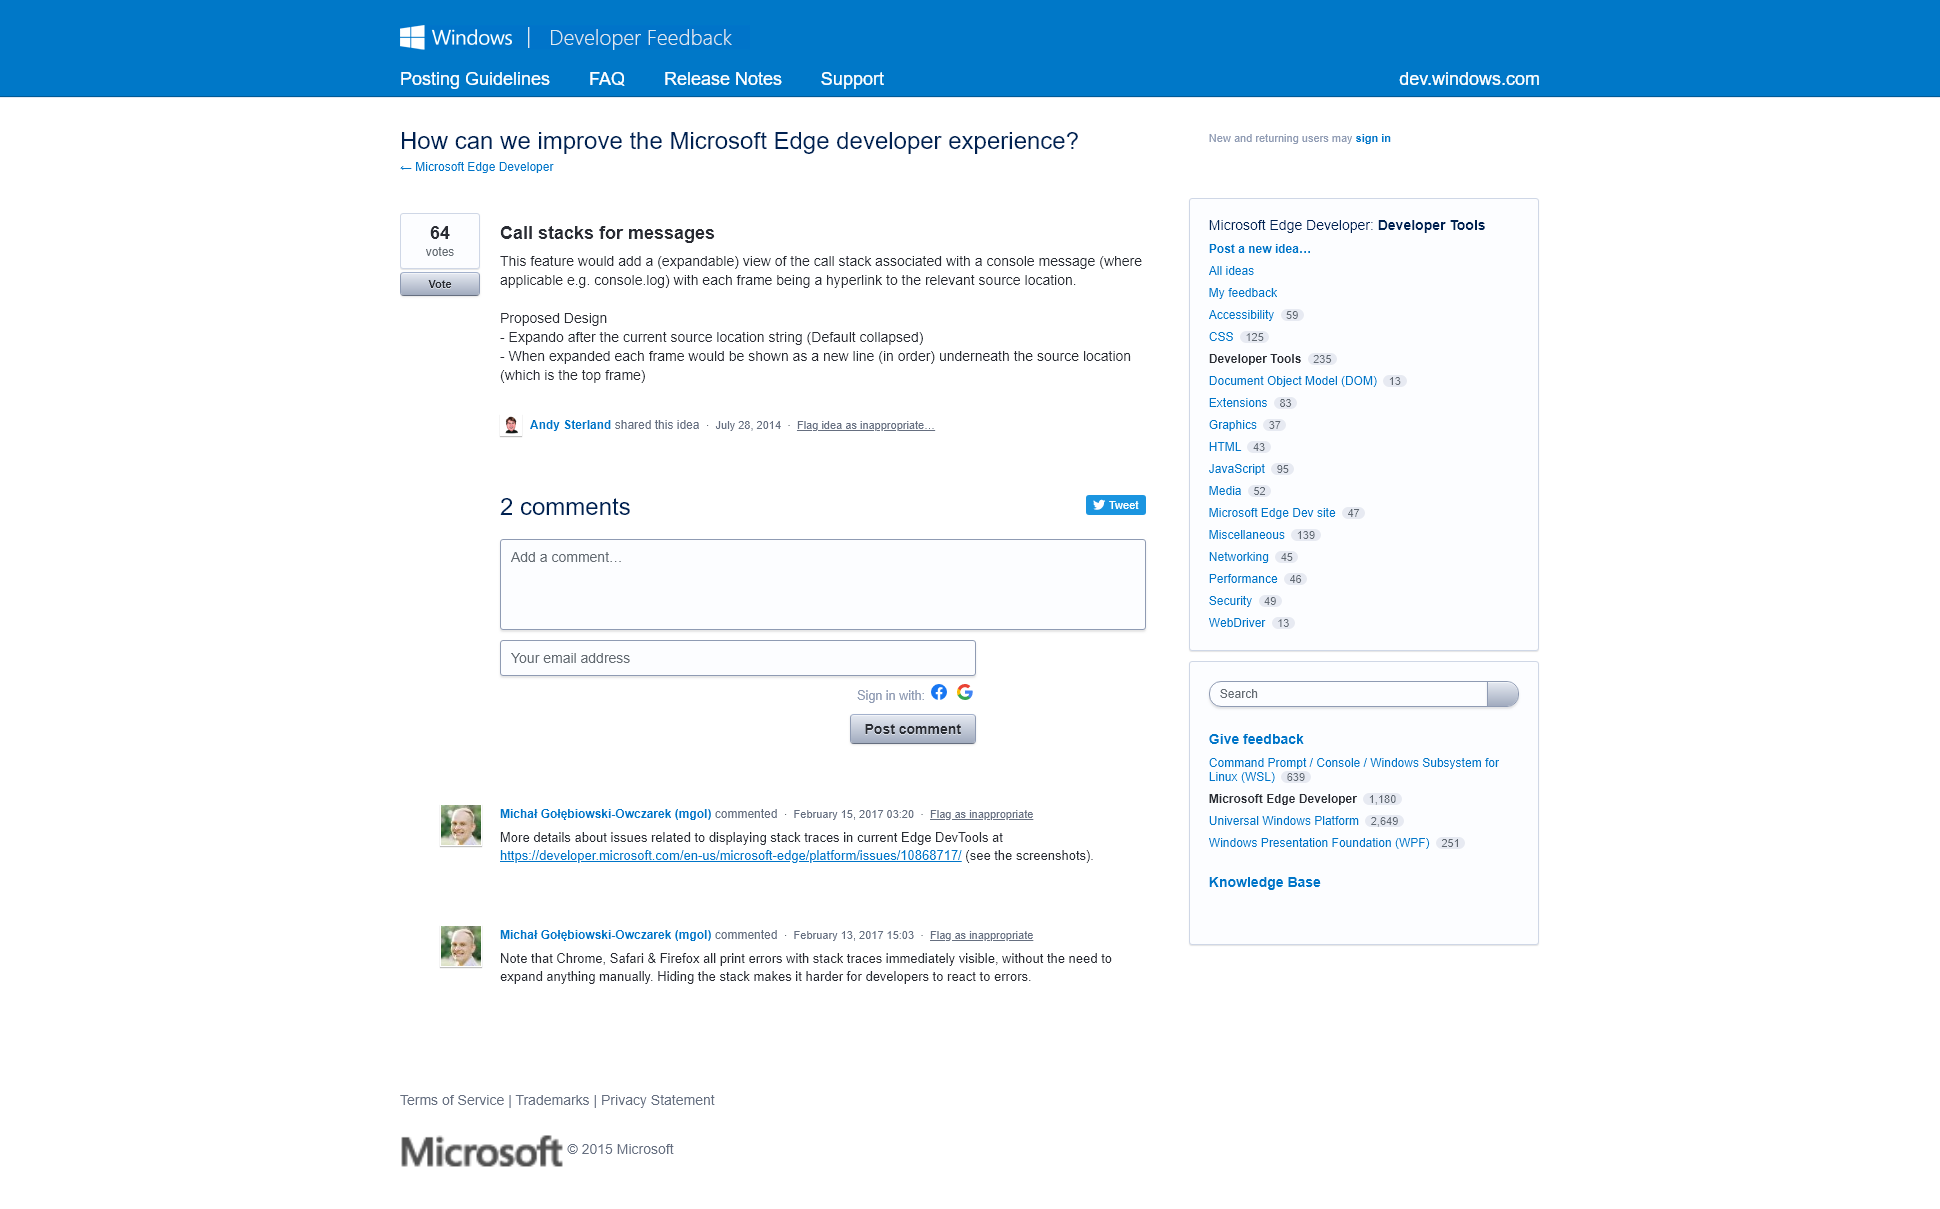 Windows | Developer Feedback
Posting Guidelines FAQ Release Notes Support dev.windows.com
How can we improve the Microsoft Edge developer experience?
← Microsoft Edge Developer
New and returning users may sign in
64
votes
Vote
Call stacks for messages
This feature would add a (expandable) view of the call stack associated with a console message (where
applicable e.g. console.log) with each frame being a hyperlink to the relevant source location.
Proposed Design
- Expando after the current source location string (Default collapsed)
- When expanded each frame would be shown as a new line (in order) underneath the source location
(which is the top frame)
Andy Sterland shared this idea · July 28, 2014 · Flag idea as inappropriate…
2 comments
Tweet
Add a comment…
Your email address
Sign in with:
Post comment
Michał Gołębiowski-Owczarek (mgol) commented · February 15, 2017 03:20 · Flag as inappropriate
More details about issues related to displaying stack traces in current Edge DevTools at
https://developer.microsoft.com/en-us/microsoft-edge/platform/issues/10868717/ (see the screenshots).
Michał Gołębiowski-Owczarek (mgol) commented · February 13, 2017 15:03 · Flag as inappropriate
Note that Chrome, Safari & Firefox all print errors with stack traces immediately visible, without the need to
expand anything manually. Hiding the stack makes it harder for developers to react to errors.
Microsoft Edge Developer: Developer Tools
Post a new idea…
All ideas
My feedback
Accessibility 59
CSS 125
Developer Tools 235
Document Object Model (DOM) 13
Extensions 83
Graphics 37
HTML 43
JavaScript 95
Media 52
Microsoft Edge Dev site 47
Miscellaneous 139
Networking 45
Performance 46
Security 49
WebDriver 13
Search
Give feedback
Command Prompt / Console / Windows Subsystem for
Linux (WSL) 639
Microsoft Edge Developer 1,180
Universal Windows Platform 2,649
Windows Presentation Foundation (WPF) 251
Knowledge Base
Terms of Service | Trademarks | Privacy Statement
Microsoft © 2015 Microsoft